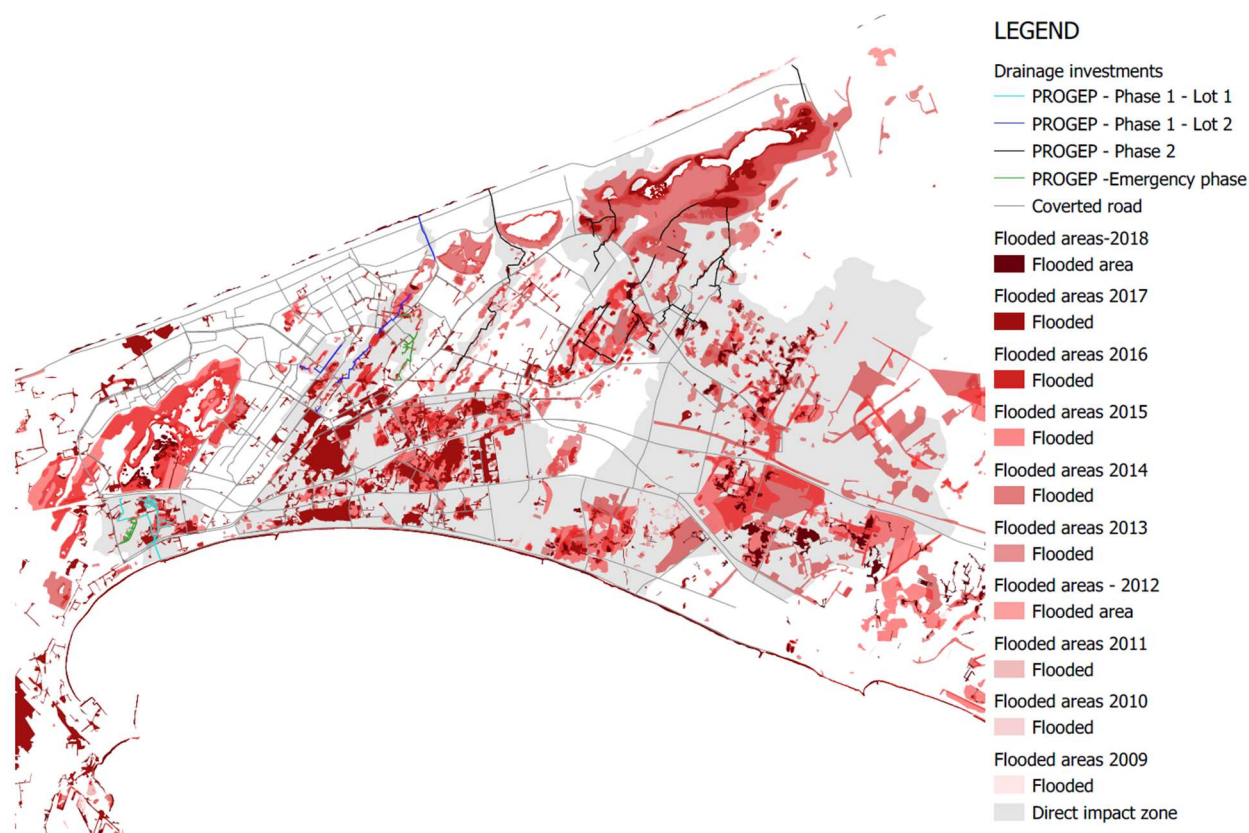 LEGEND
Drainage investments
PROGEP - Phase 1 - Lot 1
PROGEP - Phase 1 - Lot 2
PROGEP - Phase 2
PROGEP -Emergency phase
Coverted road
Flooded areas-2018
Flooded area
Flooded areas 2017
Flooded
Flooded areas 2016
Flooded
Flooded areas 2015
Flooded
Flooded areas 2014
Flooded
Flooded areas 2013
Flooded
Flooded areas - 2012
Flooded area
Flooded areas 2011
Flooded
Flooded areas 2010
Flooded
Flooded areas 2009
Flooded
Direct impact zone